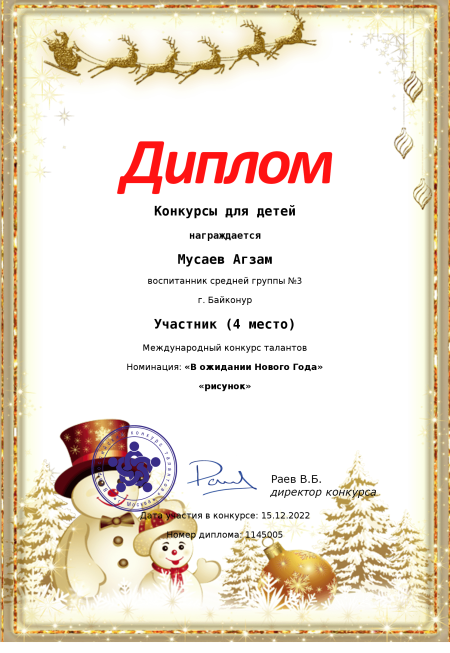 Диплом
Конкурсы для детей
награждается
Мусаев Агзам
воспитанник средней группы №3
г. Байконур
Участник (4 место)
Международный конкурс талантов
Номинация: «В ожидании Нового Года»
«рисунок»
Раев В.Б.
директор конкурса
Дата участия в конкурсе: 15.12.2022
Номер диплома: 1145005